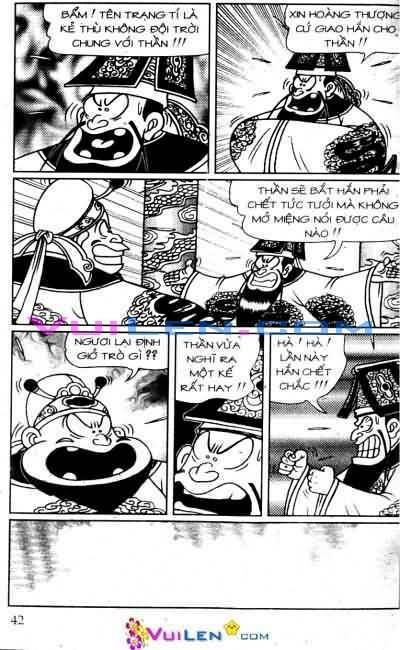 BẨM! TÊN TRẠNG TÍ LÀ
KẺ THÙ KHÔNG ĐỘI TRỜI
CHUNG VỚI THẦN!!!
XIN HOÀNG THƯỢNG
CỨ GIAO HẮN CHO
THẦN!!
THẦN SẼ BẮT HẮN PHẢI
CHẾT TỨC TƯỞI MÀ KHÔNG
MỞ MIỆNG NÓI ĐƯỢC CÂU
NÀO!!
VUILEN.COM
NGƯƠI LẠI ĐỊNH
GIỞ TRÒ GÌ??
THẦN VỪA
NGHĨ RA
MỘT KẾ
RẤT HAY!!
HÀ! HÀ!
LẦN NÀY
HẮN CHẾT
CHẮC!!!
42
VUILEN.COM